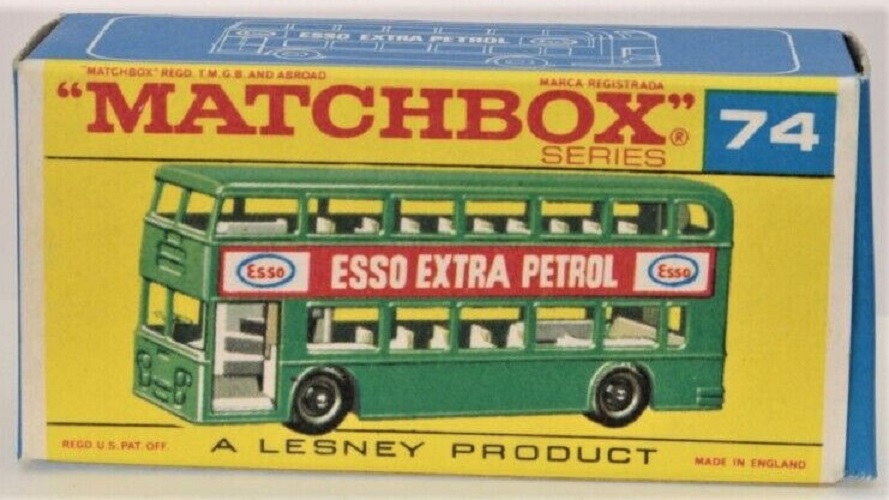 ESSO EXTRA PETROL Esso
"MATCHBOX" REGD. T.M.G.B. AND ABROAD
MARCA REGISTRADA
"MATCHBOX"®
SERIES
74
Esso ESSO EXTRA PETROL Esso
REGD. U.S. PAT. OFF.
A LESNEY PRODUCT
MADE IN ENGLAND